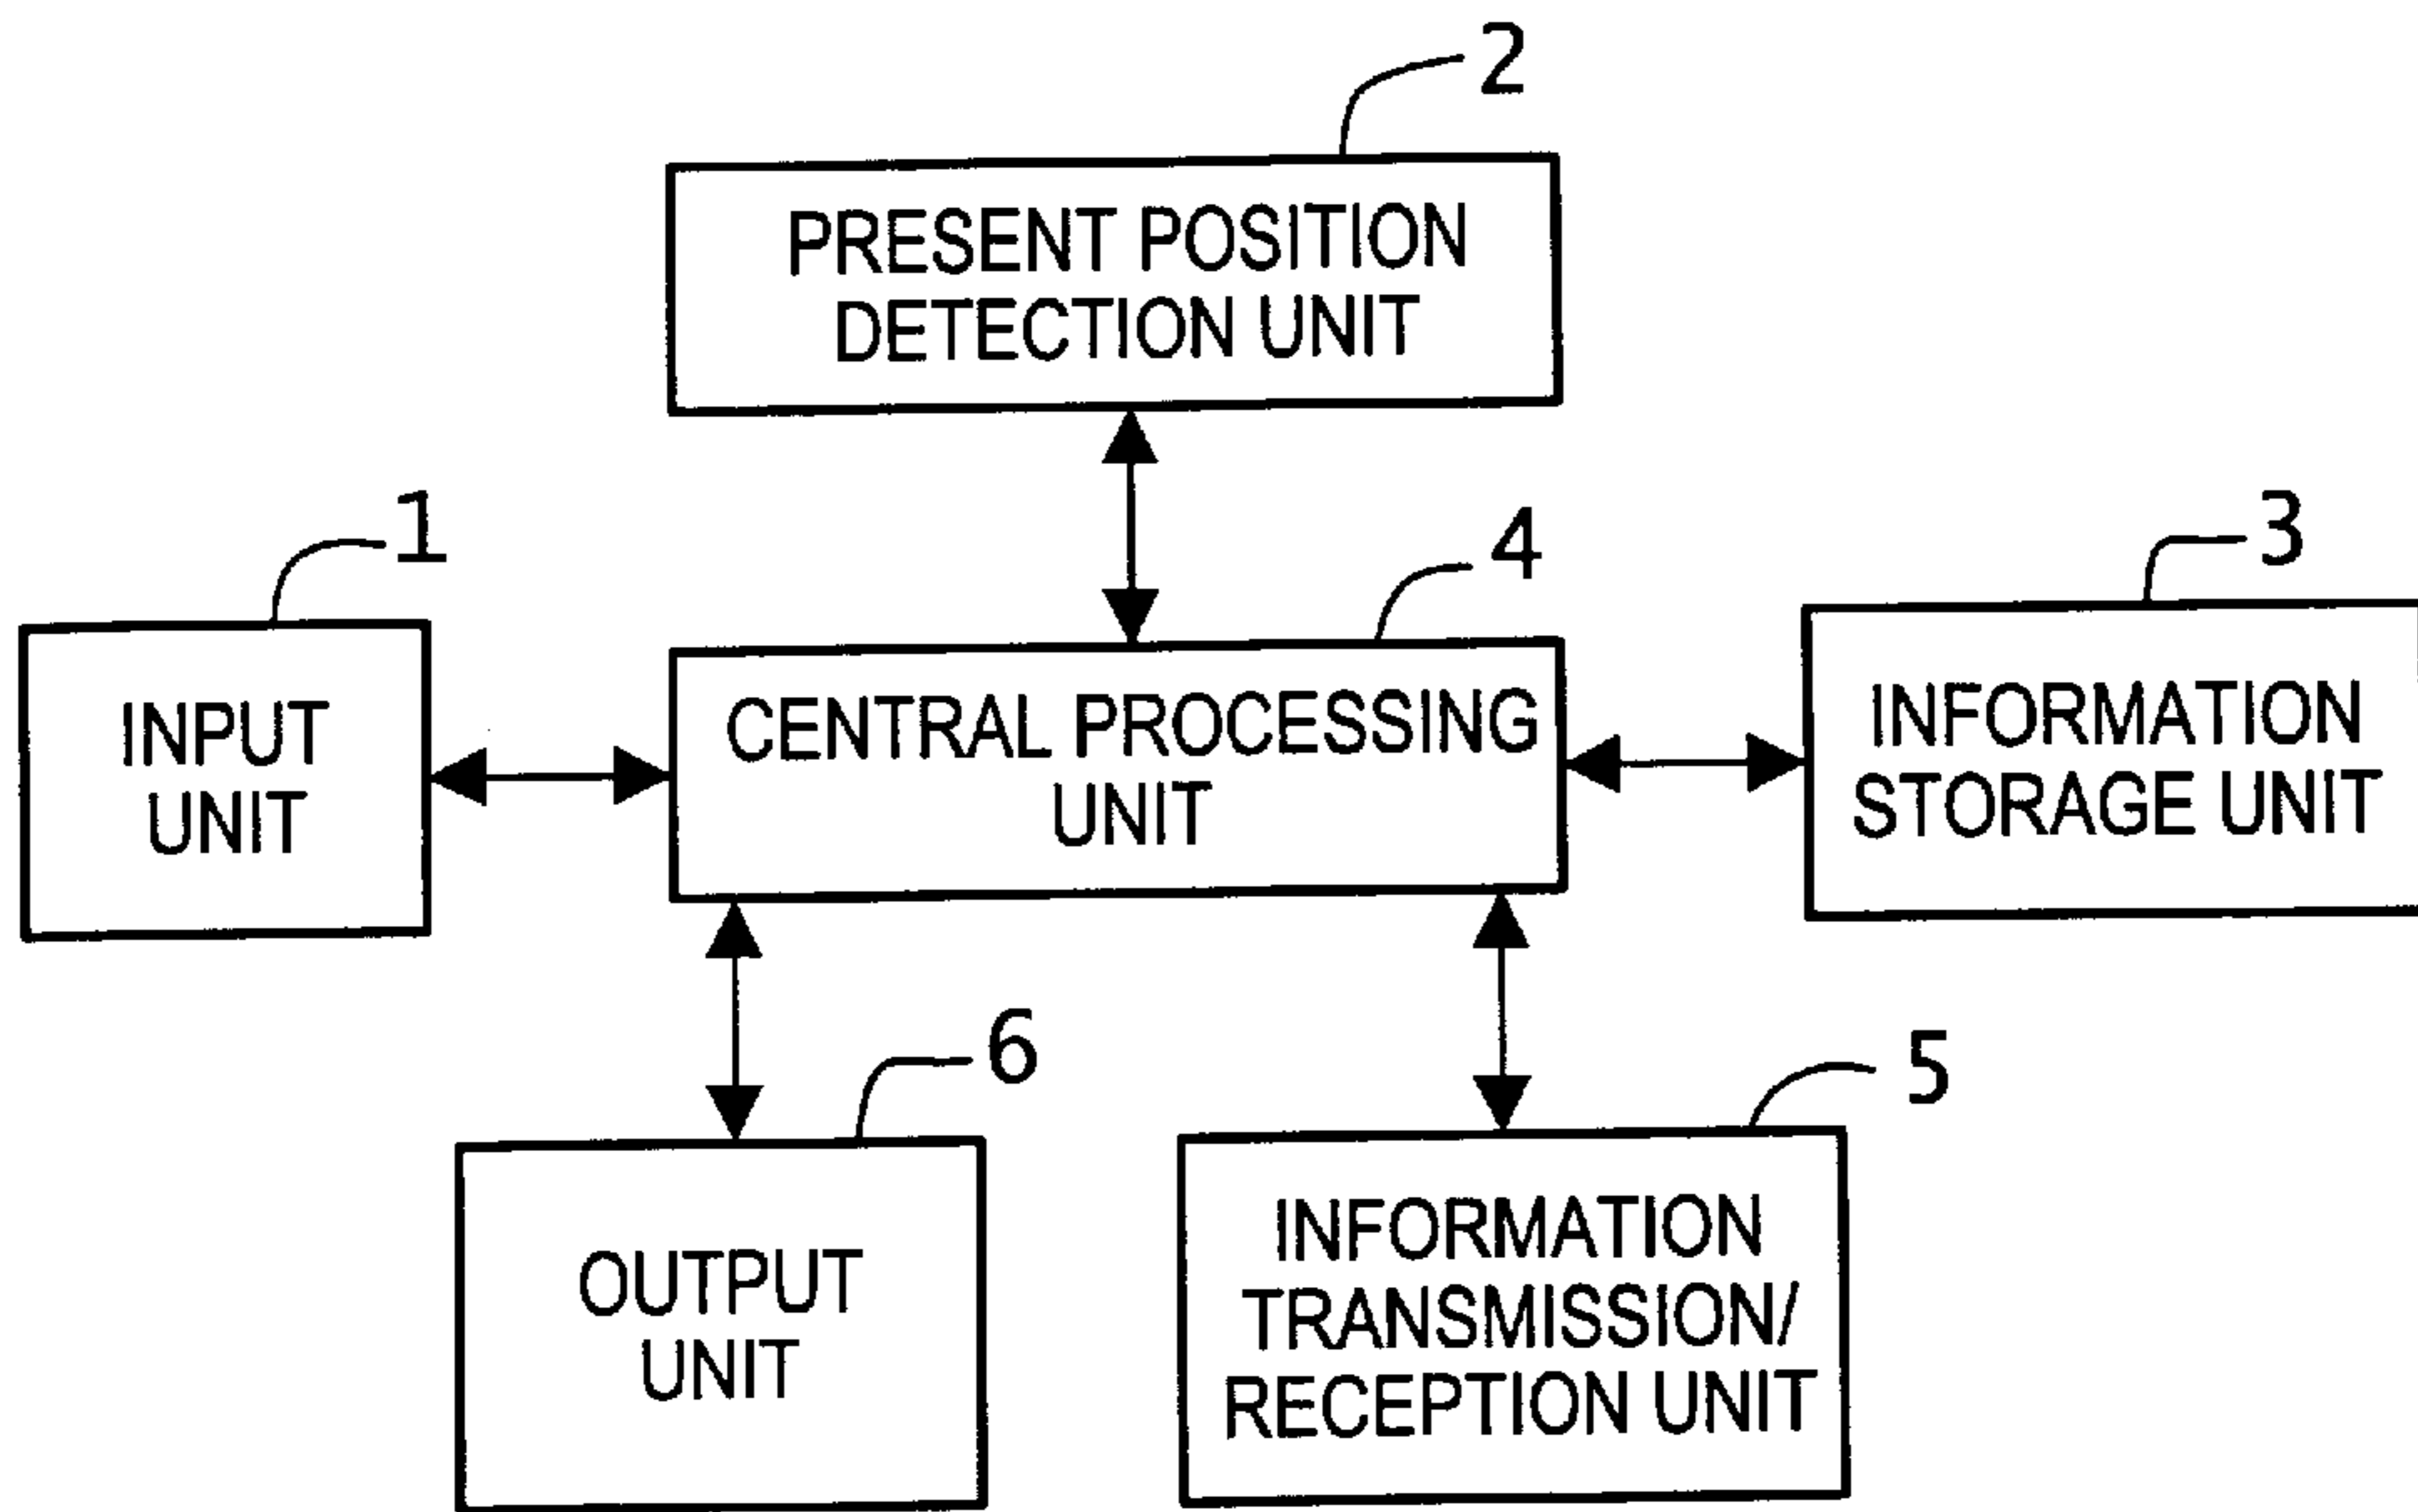 2
PRESENT POSITION
DETECTION UNIT
1
4
3
INPUT
UNIT
CENTRAL PROCESSING
UNIT
INFORMATION
STORAGE UNIT
6
5
OUTPUT
UNIT
INFORMATION
TRANSMISSION/
RECEPTION UNIT